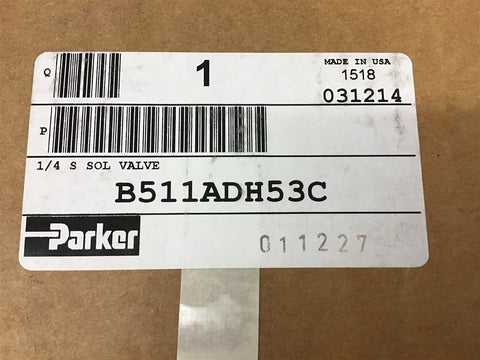 Q
1
MADE IN USA
1518
031214
P
1/4 S SOL VALVE
B511ADH53C
Parker
011227